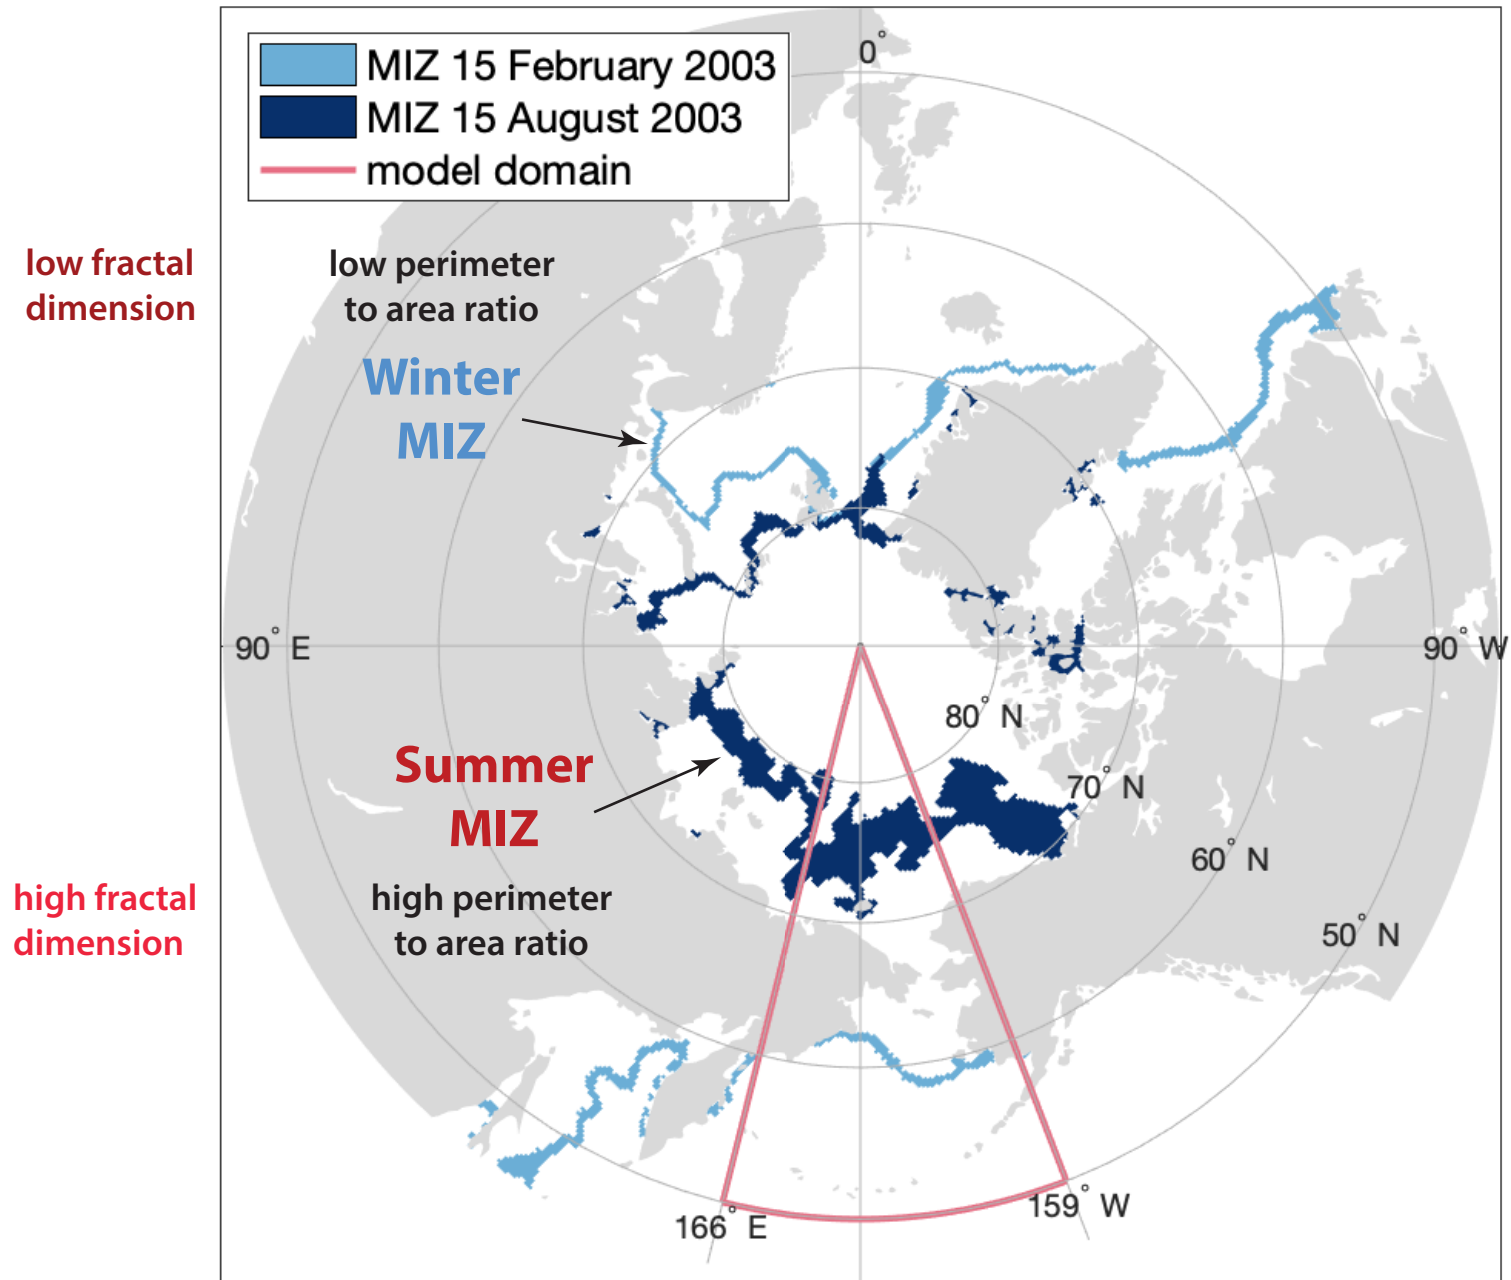 0° 
MIZ 15 February 2003
MIZ 15 August 2003
model domain
low fractal
dimension
low perimeter
to area ratio
Winter
MIZ
90° E
90° W
80° N
70° N
60° N
50° N
Summer
MIZ
high fractal
dimension
high perimeter
to area ratio
166° E
159° W